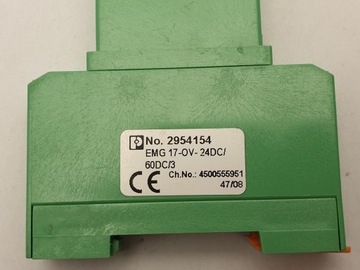 No. 2954154
EMG 17-OV- 24DC/
60DC/3
Ch.No.: 4500555951
CE
47/08